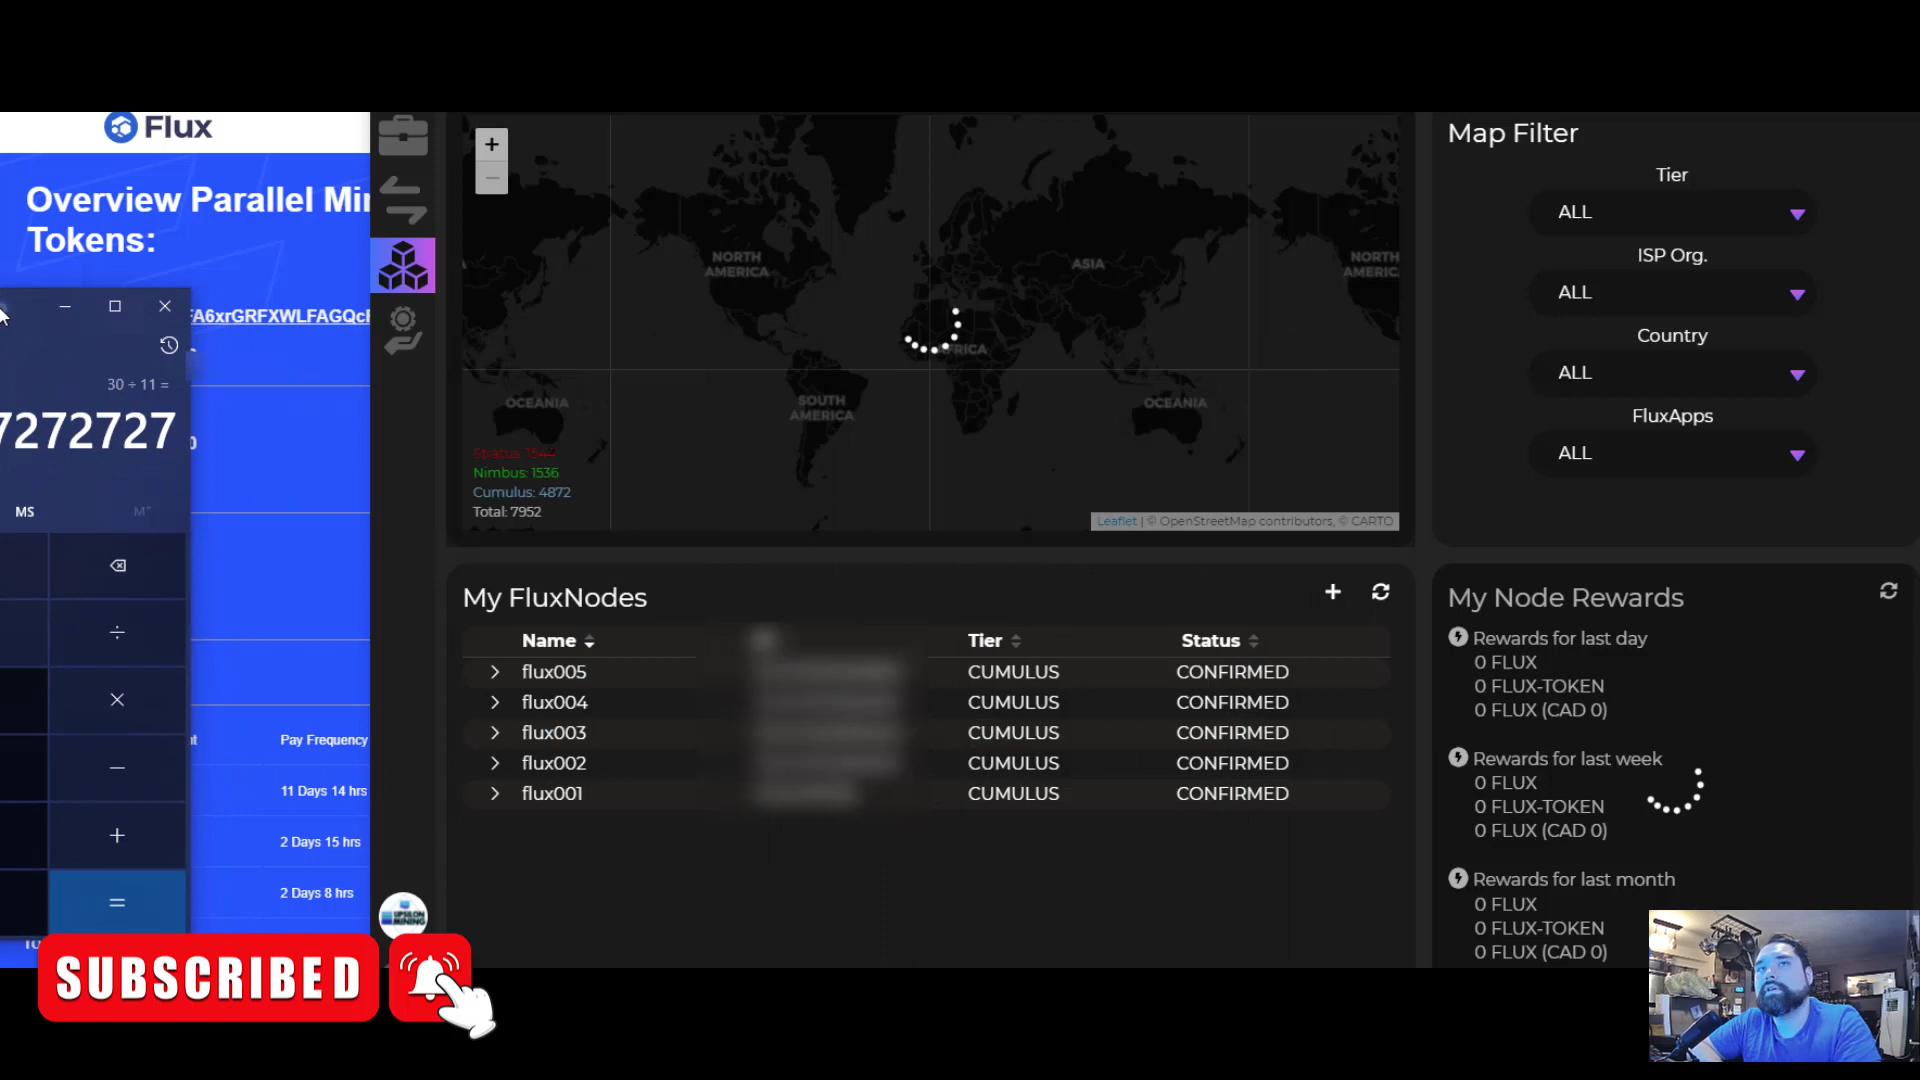 Flux
Overview Parallel Mi
Tokens:
A6xrGRFXWLFAGQc
30 ÷ 11 =
7272727
MS
M
Pay Frequency
11 Days 14 hrs
2 Days 15 hrs
2 Days 8 hrs
SUBSCRIBED
UPSILON
MINING
+
−
NORTH
AMERICA
ASIA
NORTH
AMERIC
AFRICA
OCEANIA
SOUTH
AMERICA
OCEANIA
Stratus: 1544
Nimbus: 1536
Cumulus: 4872
Total: 7952
Leaflet | © OpenStreetMap contributors, © CARTO
Map Filter
Tier
ALL
ISP Org.
ALL
Country
ALL
FluxApps
ALL
My FluxNodes
Name Tier Status
flux005 CUMULUS CONFIRMED
flux004 CUMULUS CONFIRMED
flux003 CUMULUS CONFIRMED
flux002 CUMULUS CONFIRMED
flux001 CUMULUS CONFIRMED
My Node Rewards
Rewards for last day
0 FLUX
0 FLUX-TOKEN
0 FLUX (CAD 0)
Rewards for last week
0 FLUX
0 FLUX-TOKEN
0 FLUX (CAD 0)
Rewards for last month
0 FLUX
0 FLUX-TOKEN
0 FLUX (CAD 0)